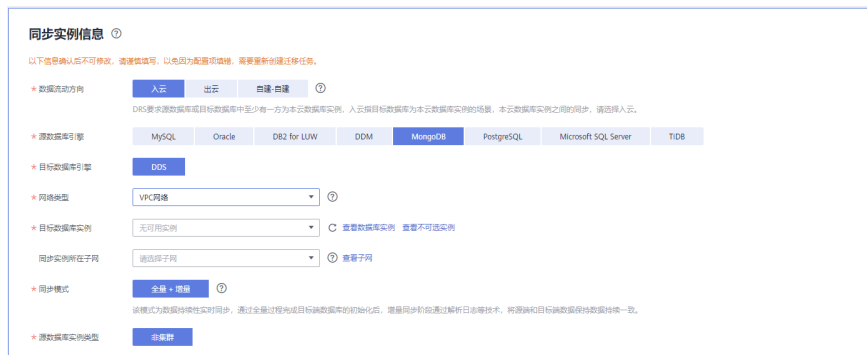 同步实例信息
以下信息确认后不可修改，请谨慎填写，以免因为配置项填错，需要重新创建迁移任务。
* 数据流动方向 入云 出云 自建-自建
DRS要求源数据库或目标数据库中至少有一方为本云数据库实例，入云指目标数据库为本云数据库实例的场景，本云数据库实例之间的同步，请选择入云。
* 源数据库引擎 MySQL Oracle DB2 for LUW DDM MongoDB PostgreSQL Microsoft SQL Server TiDB
* 目标数据库引擎 DDS
* 网络类型 VPC网络
* 目标数据库实例 无可用实例 查看数据库实例 查看不可选实例
同步实例所在子网 请选择子网 查看子网
* 同步模式 全量 + 增量
该模式为数据持续性实时同步，通过全量过程完成目标端数据库的初始化后，增量同步阶段通过解析日志等技术，将源端和目标端数据保持数据持续一致。
* 源数据库实例类型 非集群